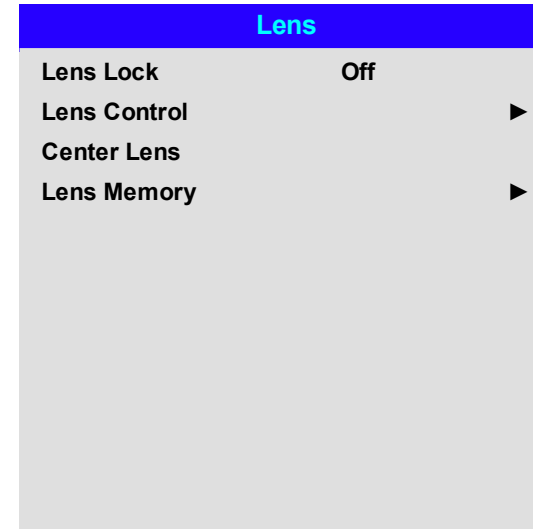 Lens
Lens Lock Off
Lens Control ►
Center Lens
Lens Memory ►